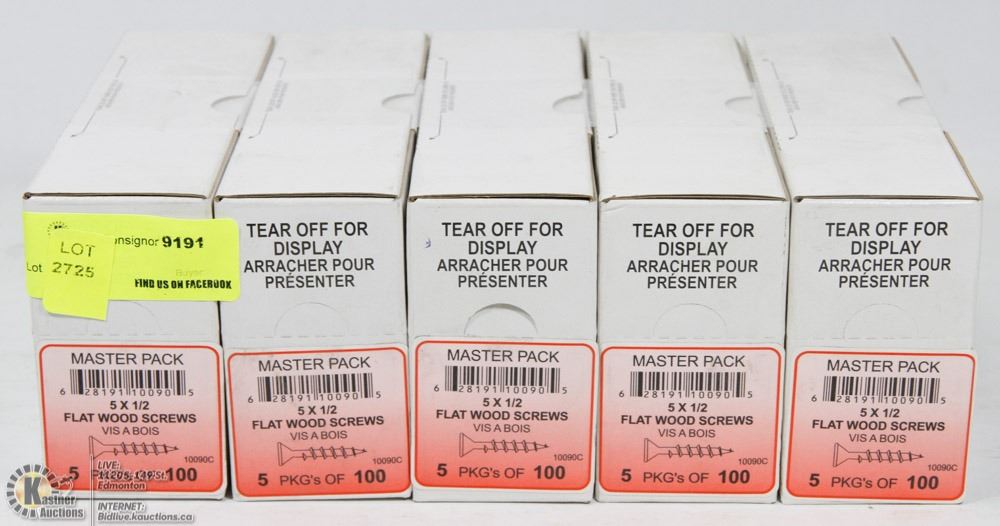 onsignor 9191
LOT
Lot 2725
Buyer
FIND US ON FACEBOOK
TEAR OFF FOR
DISPLAY
ARRACHER POUR
PRÉSENTER
TEAR OFF FOR
DISPLAY
ARRACHER POUR
PRÉSENTER
TEAR OFF FOR
DISPLAY
ARRACHER POUR
PRÉSENTER
TEAR OFF FOR
DISPLAY
ARRACHER POUR
PRÉSENTER
MASTER PACK
6 28191 10090 5
5 X 1/2
FLAT WOOD SCREWS
VIS A BOIS
10090C
5 PKG's OF 100
MASTER PACK
6 28191 10090 5
5 X 1/2
FLAT WOOD SCREWS
VIS A BOIS
10090C
5 PKG's OF 100
MASTER PACK
6 28191 10090 5
5 X 1/2
FLAT WOOD SCREWS
VIS A BOIS
10090C
5 PKG's OF 100
MASTER PACK
6 28191 10090 5
5 X 1/2
FLAT WOOD SCREWS
VIS A BOIS
10090C
5 PKG's OF 100
MASTER PACK
6 28191 10090 5
5 X 1/2
FLAT WOOD SCREWS
VIS A BOIS
10090C
5 PKG's OF 100
Kastner
Auctions
LIVE:
11205-149 St.
Edmonton
INTERNET:
Bidlive.kauctions.ca